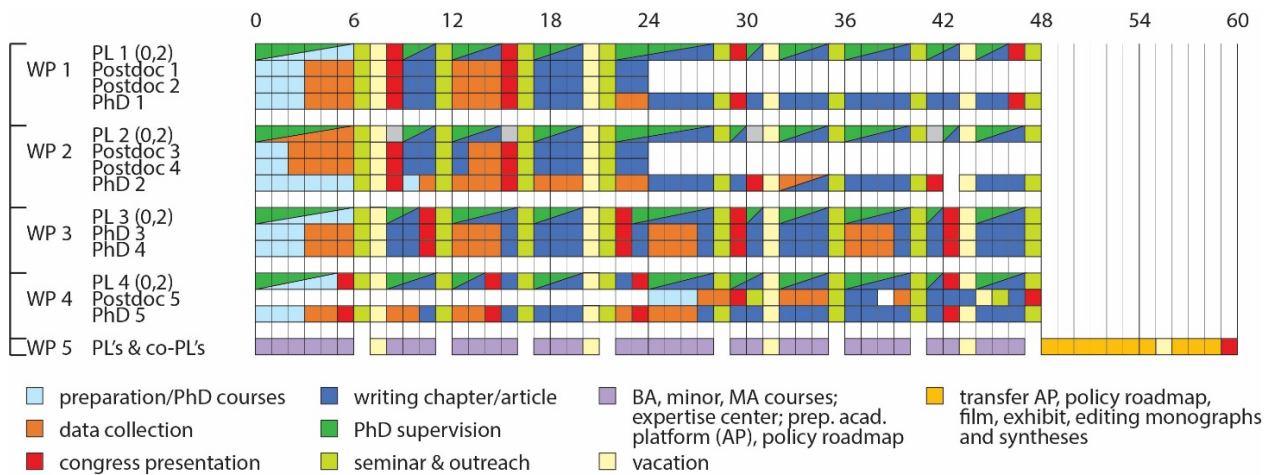 0 6 12 18 24 30 36 42 48 54 60
WP 1 PL 1 (0,2)
Postdoc 1
Postdoc 2
PhD 1
WP 2 PL 2 (0,2)
Postdoc 3
Postdoc 4
PhD 2
WP 3 PL 3 (0,2)
PhD 3
PhD 4
WP 4 PL 4 (0,2)
Postdoc 5
PhD 5
WP 5 PL's & co-PL's
preparation/PhD courses
data collection
congress presentation
writing chapter/article
PhD supervision
seminar & outreach
BA, minor, MA courses;
expertise center; prep. acad.
platform (AP), policy roadmap
vacation
transfer AP, policy roadmap,
film, exhibit, editing monographs
and syntheses